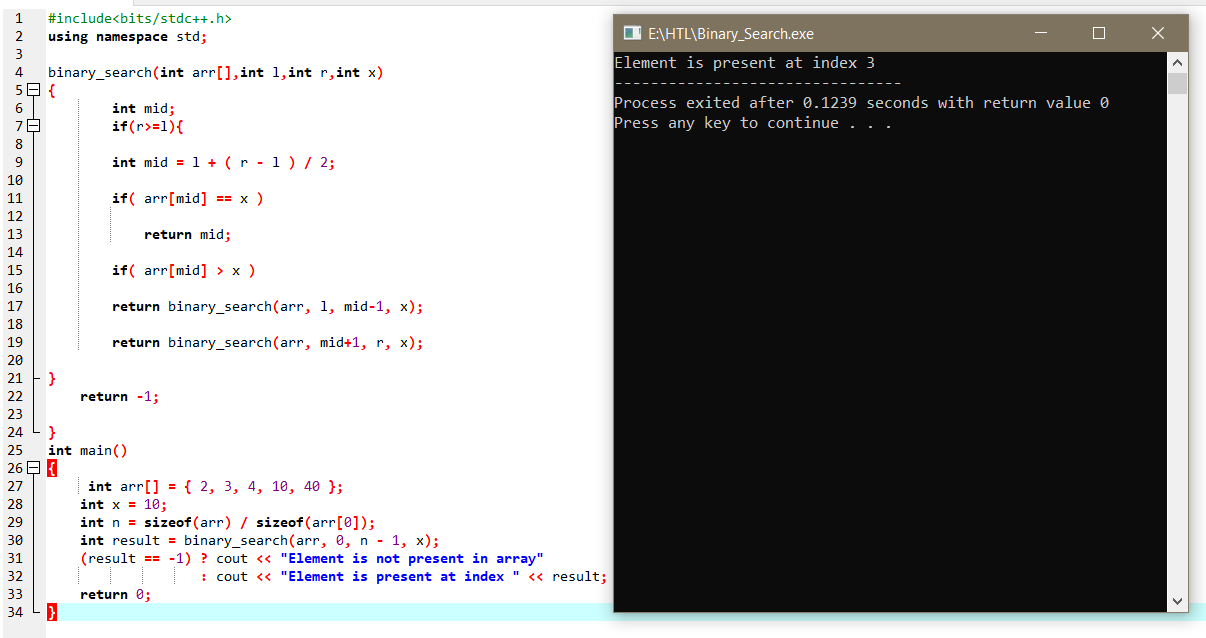 1 #include<bits/stdc++.h>
2 using namespace std;
3
4 binary_search(int arr[],int l,int r,int x)
5 {
6 int mid;
7 if(r>=l){
8
9 int mid = l + ( r - l ) / 2;
10
11 if( arr[mid] == x )
12
13 return mid;
14
15 if( arr[mid] > x )
16
17 return binary_search(arr, l, mid-1, x);
18
19 return binary_search(arr, mid+1, r, x);
20
21 }
22 return -1;
23
24 }
25 int main()
26 {
27 int arr[] = { 2, 3, 4, 10, 40 };
28 int x = 10;
29 int n = sizeof(arr) / sizeof(arr[0]);
30 int result = binary_search(arr, 0, n - 1, x);
31 (result == -1) ? cout << "Element is not present in array"
32 : cout << "Element is present at index " << result;
33 return 0;
34 }
E:\HTL\Binary_Search.exe
Element is present at index 3
--------------------------------
Process exited after 0.1239 seconds with return value 0
Press any key to continue . . .